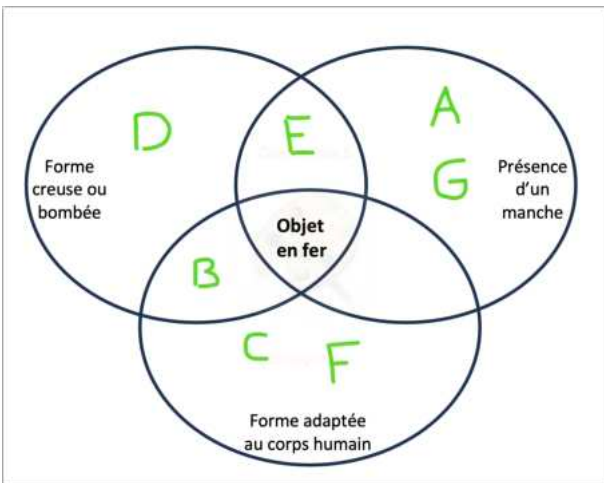 D
E
A
G
Forme
creuse ou
bombée
Présence
d'un
manche
Objet
en fer
B
C
F
Forme adaptée
au corps humain